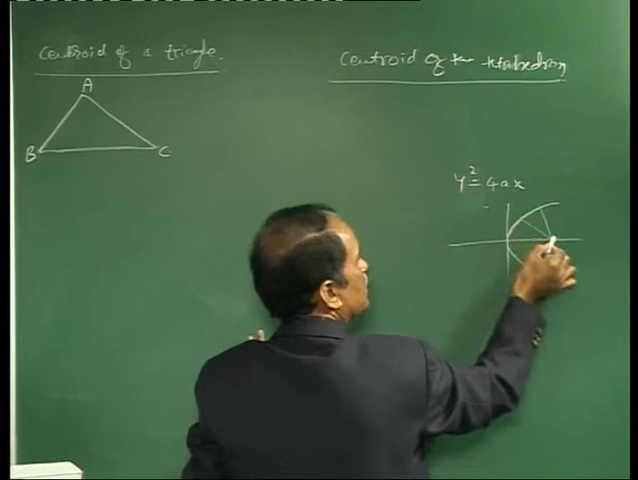 Centroid of a triangle.
A
B
C
Centroid of the tetrahedron
y² = 4ax